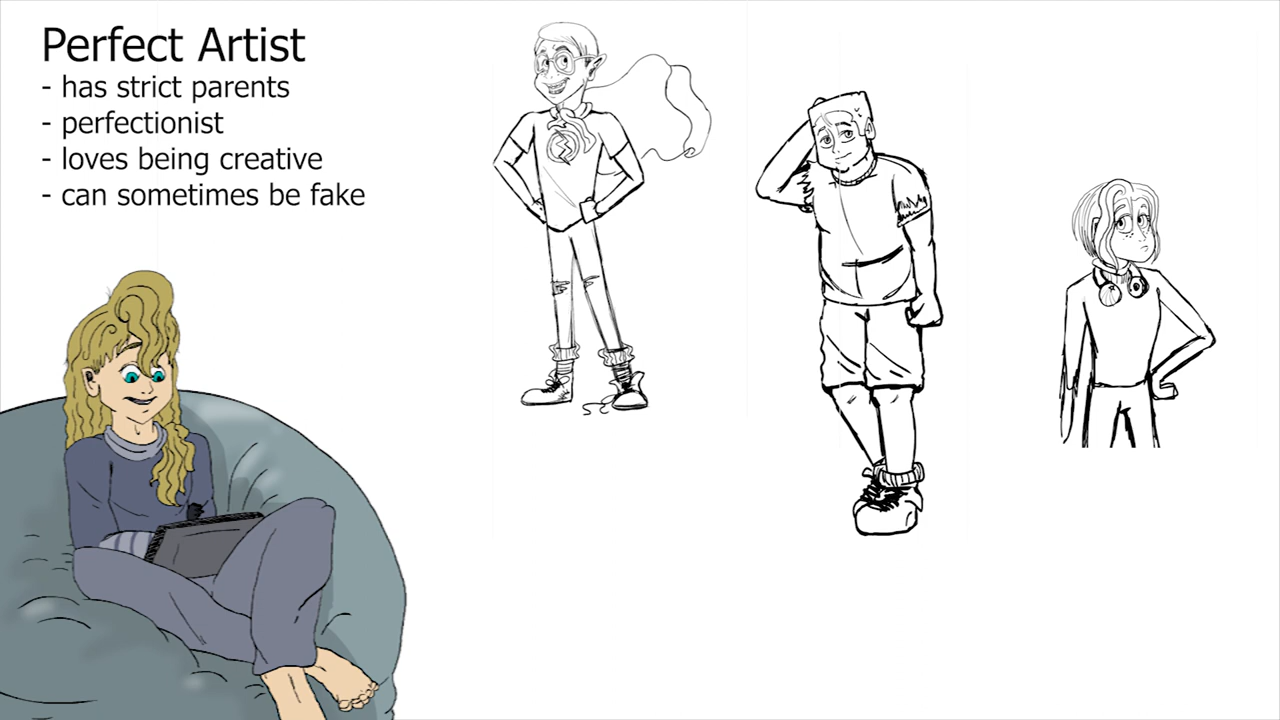 Perfect Artist
- has strict parents
- perfectionist
- loves being creative
- can sometimes be fake